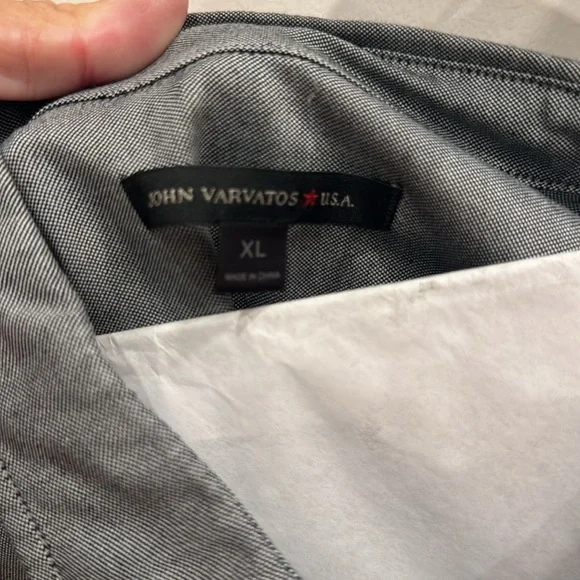 JOHN VARVATOS ★ U.S.A.
XL
MADE IN CHINA